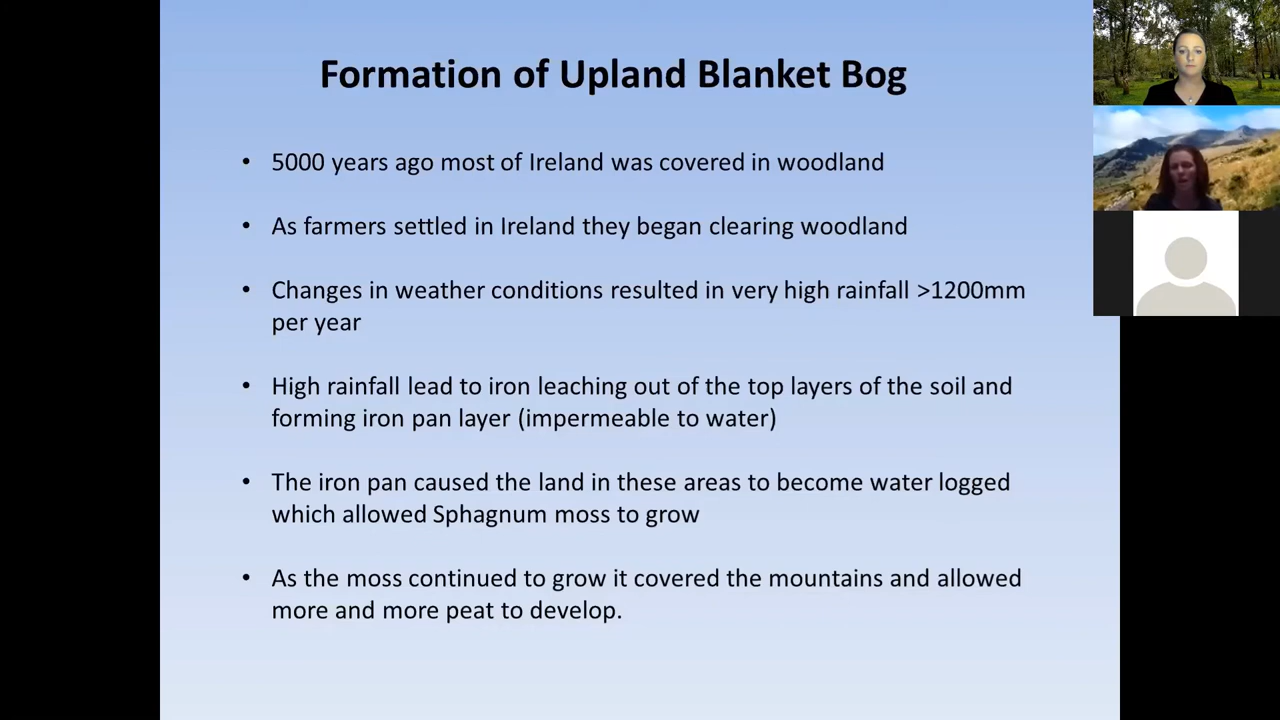 Formation of Upland Blanket Bog
• 5000 years ago most of Ireland was covered in woodland
• As farmers settled in Ireland they began clearing woodland
• Changes in weather conditions resulted in very high rainfall >1200mm
per year
• High rainfall lead to iron leaching out of the top layers of the soil and
forming iron pan layer (impermeable to water)
• The iron pan caused the land in these areas to become water logged
which allowed Sphagnum moss to grow
• As the moss continued to grow it covered the mountains and allowed
more and more peat to develop.